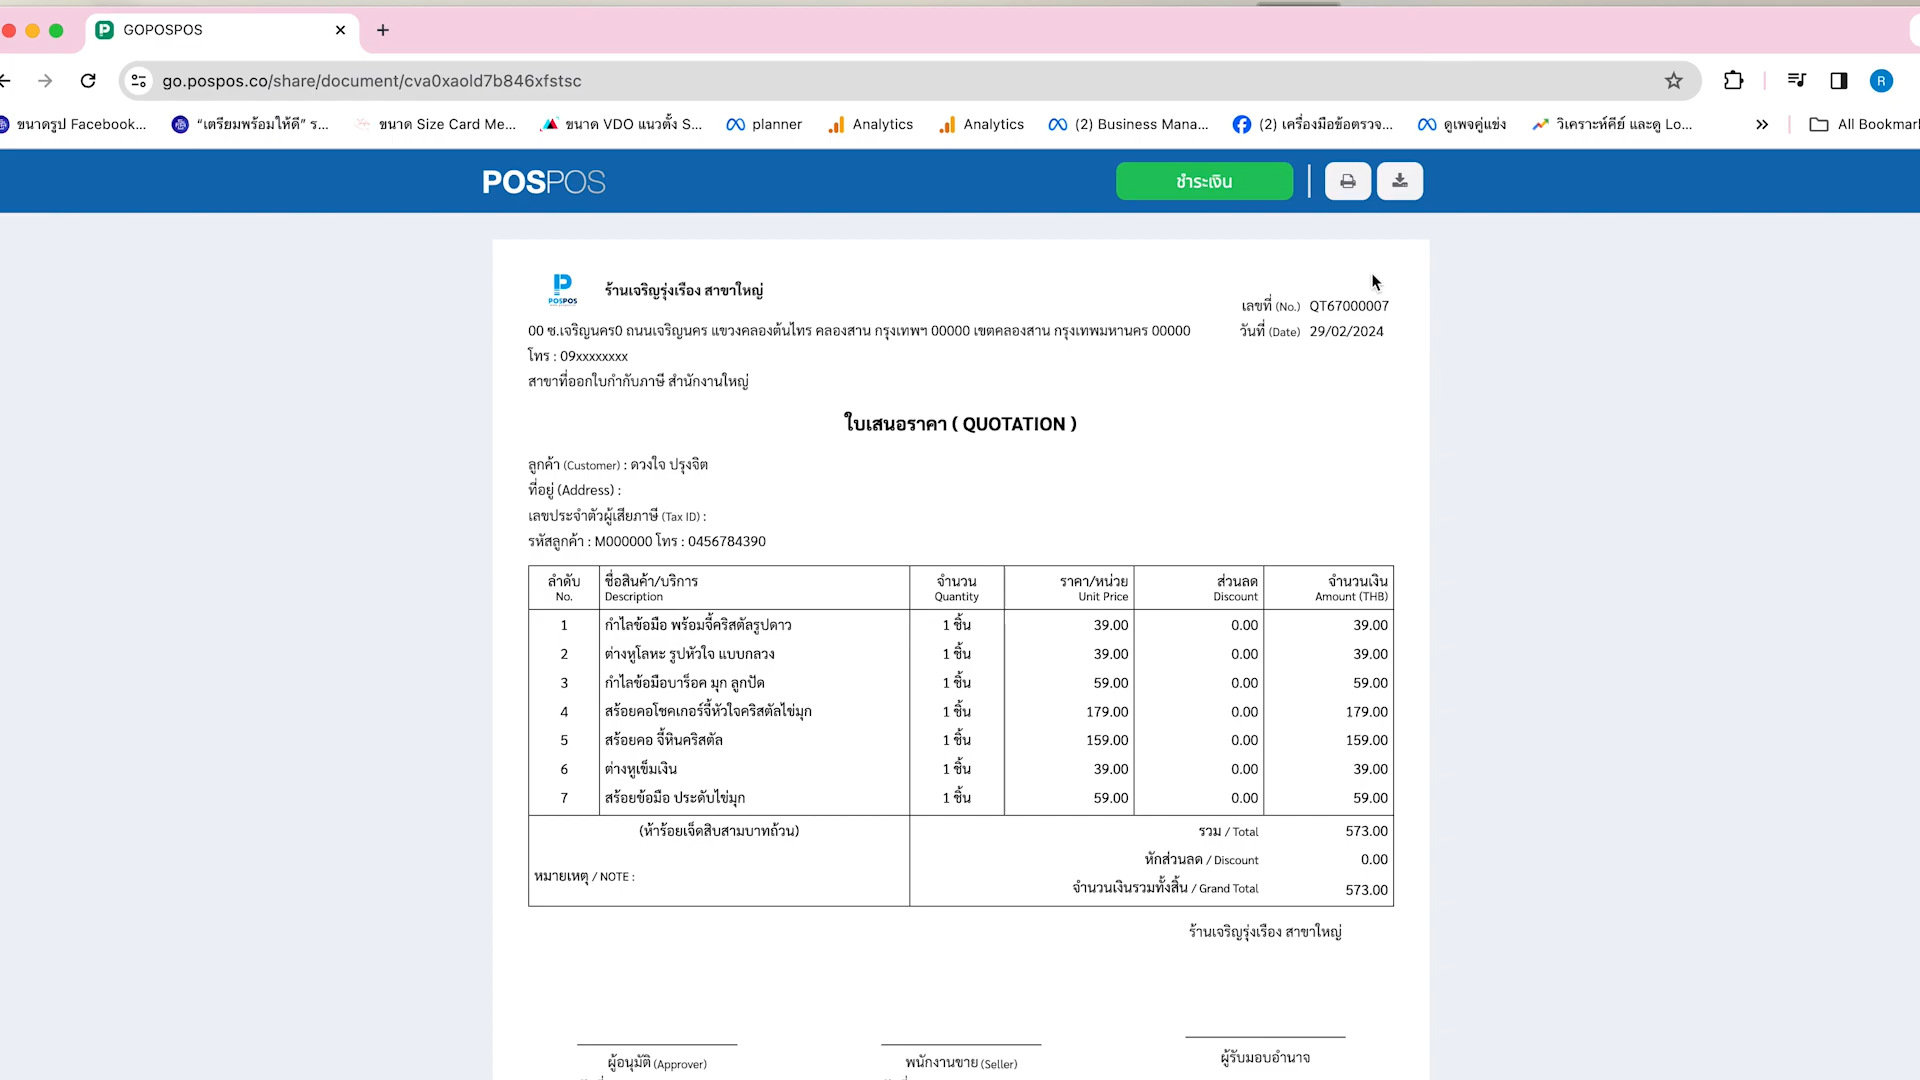 GOPOSPOS
go.pospos.co/share/document/cva0xaold7b846xfstsc
R
ขนาดรูป Facebook...
“เตรียมพร้อมให้ดี” ร...
ขนาด Size Card Me...
ขนาด VDO แนวตั้ง S...
planner
Analytics
Analytics
(2) Business Mana...
(2) เครื่องมือข้อตรวจ...
ดูเพจคู่แข่ง
วิเคราะห์คีย์ และดู Lo...
All Bookmar
POSPOS
ชำระเงิน
POSPOS
ร้านเจริญรุ่งเรือง สาขาใหญ่
เลขที่ (No.) QT67000007
00 ซ.เจริญนคร0 ถนนเจริญนคร แขวงคลองต้นไทร คลองสาน กรุงเทพฯ 00000 เขตคลองสาน กรุงเทพมหานคร 00000
วันที่ (Date) 29/02/2024
โทร : 09xxxxxxxx
สาขาที่ออกใบกำกับภาษี สำนักงานใหญ่
ใบเสนอราคา ( QUOTATION )
ลูกค้า (Customer) : ดวงใจ ปรุงจิต
ที่อยู่ (Address) :
เลขประจำตัวผู้เสียภาษี (Tax ID) :
รหัสลูกค้า : M000000 โทร : 0456784390
ลำดับ ชื่อสินค้า/บริการ จำนวน ราคา/หน่วย ส่วนลด จำนวนเงิน
No. Description Quantity Unit Price Discount Amount (THB)
1 กำไลข้อมือ พร้อมจี้คริสตัลรูปดาว 1 ชิ้น 39.00 0.00 39.00
2 ต่างหูโลหะ รูปหัวใจ แบบกลวง 1 ชิ้น 39.00 0.00 39.00
3 กำไลข้อมือบาร็อค มุก ลูกปัด 1 ชิ้น 59.00 0.00 59.00
4 สร้อยคอโชคเกอร์จี้หัวใจคริสตัลไข่มุก 1 ชิ้น 179.00 0.00 179.00
5 สร้อยคอ จี้หินคริสตัล 1 ชิ้น 159.00 0.00 159.00
6 ต่างหูเข็มเงิน 1 ชิ้น 39.00 0.00 39.00
7 สร้อยข้อมือ ประดับไข่มุก 1 ชิ้น 59.00 0.00 59.00
(ห้าร้อยเจ็ดสิบสามบาทถ้วน) รวม / Total 573.00
หักส่วนลด / Discount 0.00
หมายเหตุ / NOTE :
จำนวนเงินรวมทั้งสิ้น / Grand Total 573.00
ร้านเจริญรุ่งเรือง สาขาใหญ่
ผู้อนุมัติ (Approver)
พนักงานขาย (Seller)
ผู้รับมอบอำนาจ